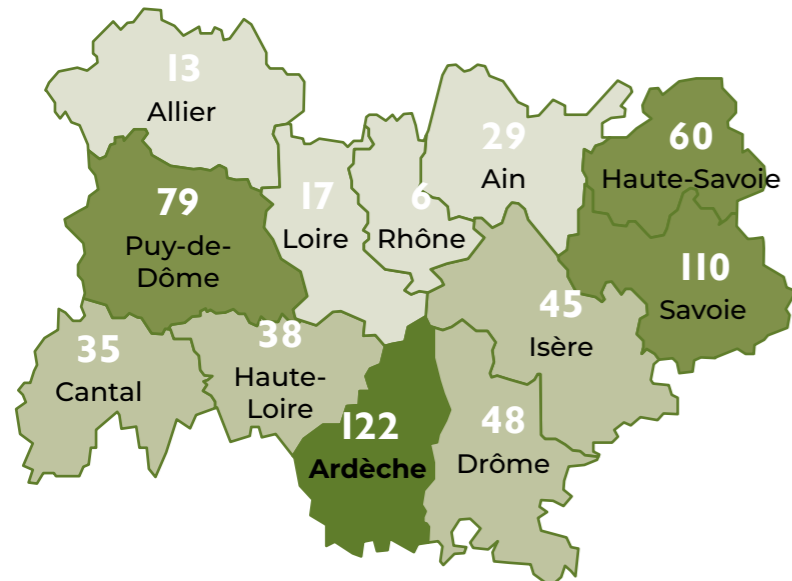 13
Allier
79
Puy-de-
Dôme
17
Loire
6
Rhône
29
Ain
60
Haute-Savoie
110
Savoie
45
Isère
35
Cantal
38
Haute-
Loire
122
Ardèche
48
Drôme